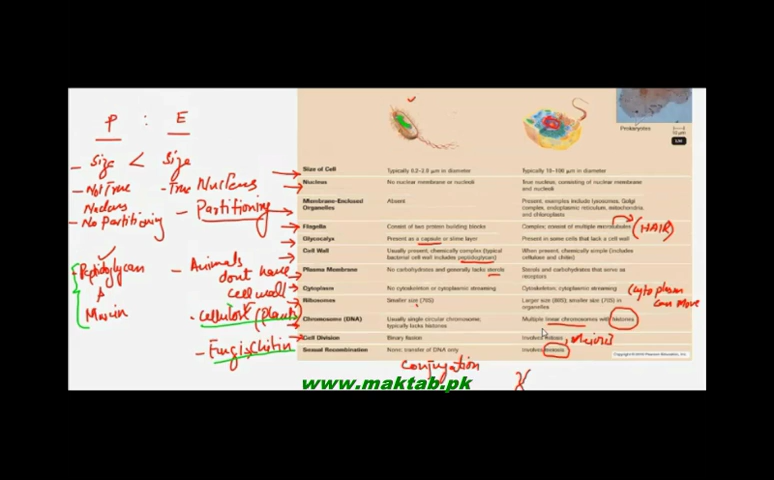 P : E
- Size < Size
- Not True Nucleus
- True Nucleus
- No Partitioning
- Partitioning
Peptidoglycan
Murein
- Animals dont have cell wall
- cellulose (Plants)
- Fungi: Chitin
Prokaryotes
10 μm
Size of Cell Typically 0.2–2.0 μm in diameter Typically 10–100 μm in diameter
Nucleus No nuclear membrane or nucleoli True nucleus, consisting of nuclear membrane
and nucleoli
Membrane-Enclosed Absent Present; examples include lysosomes, Golgi
Organelles complex, endoplasmic reticulum, mitochondria,
and chloroplasts
Flagella Consist of two protein building blocks Complex; consist of multiple microtubules (HAIR)
Glycocalyx Present as a capsule or slime layer Present in some cells that lack a cell wall
Cell Wall Usually present; chemically complex (typical When present, chemically simple (includes
bacterial cell wall includes peptidoglycan) cellulose and chitin)
Plasma Membrane No carbohydrates and generally lacks sterols Sterols and carbohydrates that serve as
receptors
Cytoplasm No cytoskeleton or cytoplasmic streaming Cytoskeleton; cytoplasmic streaming (cytoplasm
can move
Ribosomes Smaller size (70S) Larger size (80S); smaller size (70S) in
organelles
Chromosome (DNA) Usually single circular chromosome; Multiple linear chromosomes with histones
typically lacks histones
Cell Division Binary fission Involves mitosis, Meiosis
Sexual Recombination None; transfer of DNA only Involves meiosis
conjugation
www.maktab.pk